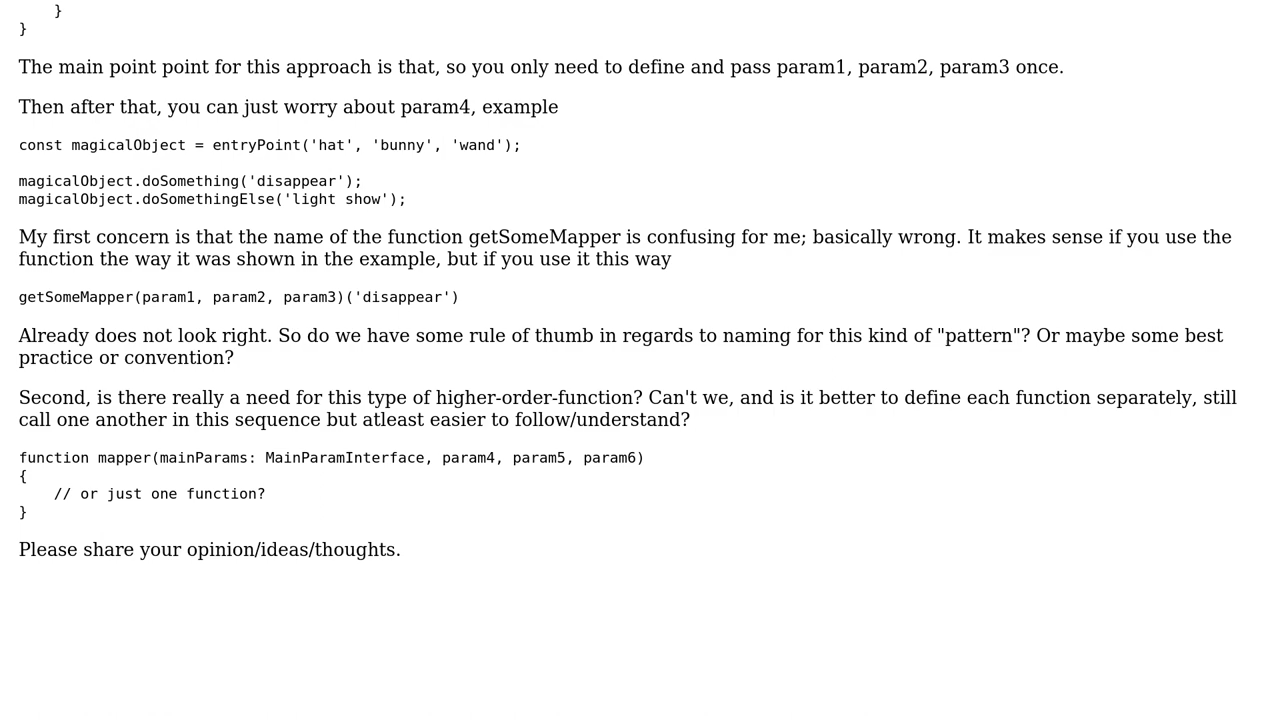 }
}
The main point point for this approach is that, so you only need to define and pass param1, param2, param3 once.
Then after that, you can just worry about param4, example
const magicalObject = entryPoint('hat', 'bunny', 'wand');
magicalObject.doSomething('disappear');
magicalObject.doSomethingElse('light show');
My first concern is that the name of the function getSomeMapper is confusing for me; basically wrong. It makes sense if you use the
function the way it was shown in the example, but if you use it this way
getSomeMapper(param1, param2, param3)('disappear')
Already does not look right. So do we have some rule of thumb in regards to naming for this kind of "pattern"? Or maybe some best
practice or convention?
Second, is there really a need for this type of higher-order-function? Can't we, and is it better to define each function separately, still
call one another in this sequence but atleast easier to follow/understand?
function mapper(mainParams: MainParamInterface, param4, param5, param6)
{
    // or just one function?
}
Please share your opinion/ideas/thoughts.